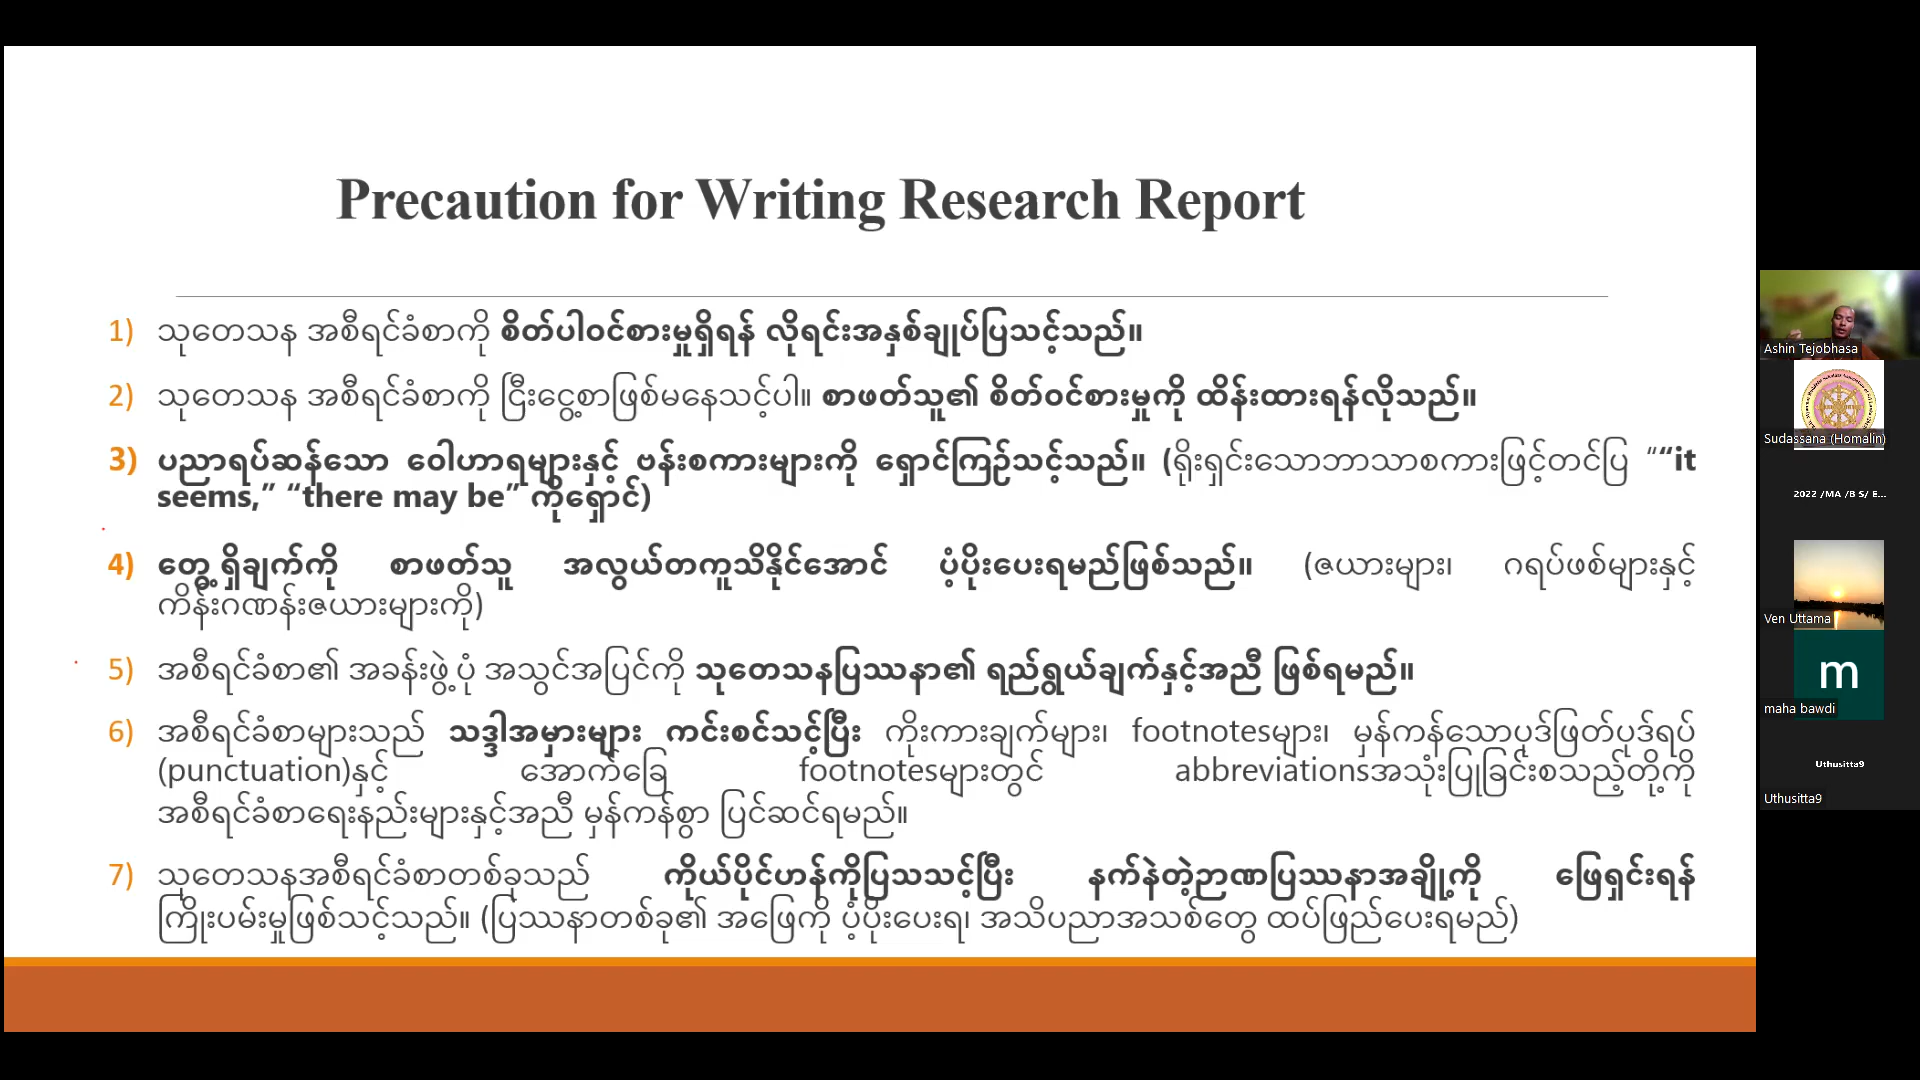 Precaution for Writing Research Report
1) သုတေသန အစီရင်ခံစာကို စိတ်ပါဝင်စားမှုရှိရန် လိုရင်းအနှစ်ချုပ်ပြသင့်သည်။
2) သုတေသန အစီရင်ခံစာကို ငြီးငွေ့စာဖြစ်မနေသင့်ပါ။ စာဖတ်သူ၏ စိတ်ဝင်စားမှုကို ထိန်းထားရန်လိုသည်။
3) ပညာရပ်ဆန်သော ဝေါဟာရများနှင့် ဗန်းစကားများကို ရှောင်ကြဉ်သင့်သည်။ (ရိုးရှင်းသောဘာသာစကားဖြင့်တင်ပြ "“it
seems,” “there may be” ကိုရှောင်)
4) တွေ့ရှိချက်ကို စာဖတ်သူ အလွယ်တကူသိနိုင်အောင် ပံ့ပိုးပေးရမည်ဖြစ်သည်။ (ဇယားများ၊ ဂရပ်ဖစ်များနှင့်
ကိန်းဂဏန်းဇယားများကို)
5) အစီရင်ခံစာ၏ အခန်းဖွဲ့ပုံ အသွင်အပြင်ကို သုတေသနပြဿနာ၏ ရည်ရွယ်ချက်နှင့်အညီ ဖြစ်ရမည်။
6) အစီရင်ခံစာများသည် သဒ္ဒါအမှားများ ကင်းစင်သင့်ပြီး ကိုးကားချက်များ၊ footnotesများ၊ မှန်ကန်သောပုဒ်ဖြတ်ပုဒ်ရပ်
(punctuation)နှင့် အောက်ခြေ footnotesများတွင် abbreviationsအသုံးပြုခြင်းစသည့်တို့ကို
အစီရင်ခံစာရေးနည်းများနှင့်အညီ မှန်ကန်စွာ ပြင်ဆင်ရမည်။
7) သုတေသနအစီရင်ခံစာတစ်ခုသည် ကိုယ်ပိုင်ဟန်ကိုပြသသင့်ပြီး နက်နဲတဲ့ဉာဏပြဿနာအချို့ကို ဖြေရှင်းရန်
ကြိုးပမ်းမှုဖြစ်သင့်သည်။ (ပြဿနာတစ်ခု၏ အဖြေကို ပံ့ပိုးပေးရ၊ အသိပညာအသစ်တွေ ထပ်ဖြည်ပေးရမည်)
Ashin Tejobhasa
Sudassana (Homalin)
2022 /MA /B S/ E...
Ven Uttama
m
maha bawdi
Uthusitta9
Uthusitta9